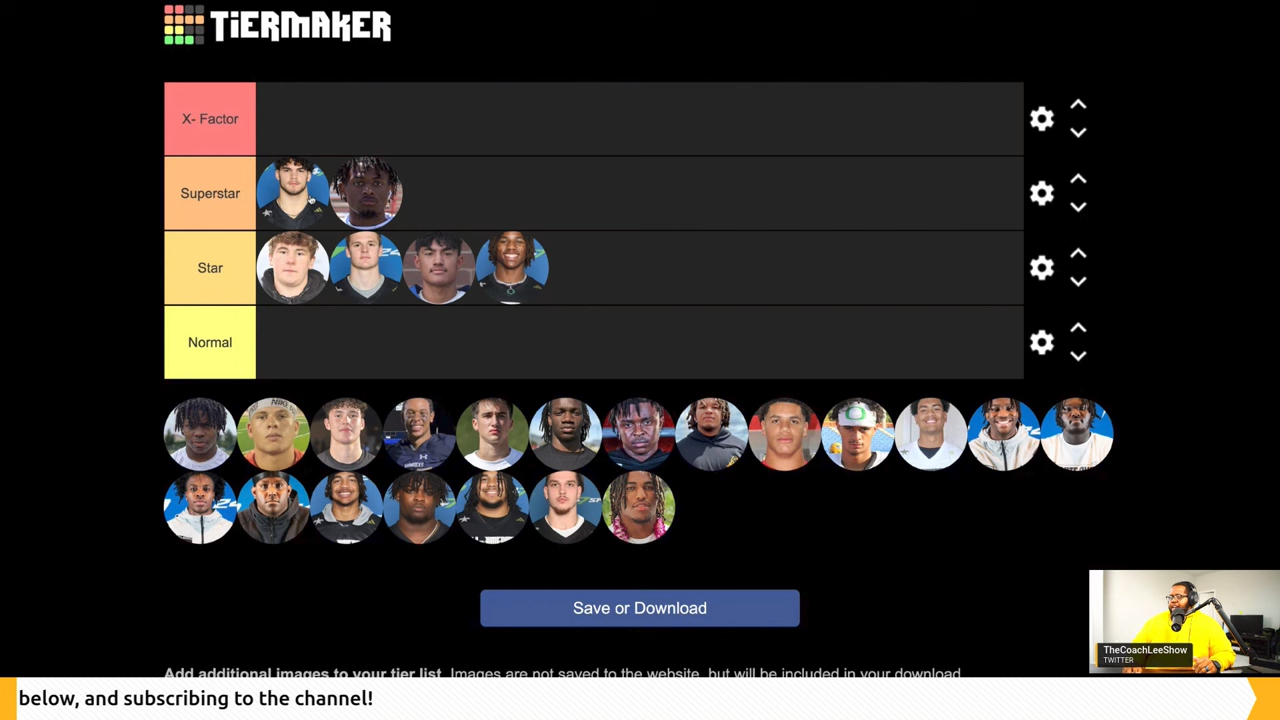 TiERMAKER
X- Factor
Superstar
Star
Normal
Save or Download
Add additional images to your tier list. Images are not saved to the website, but will be included in your download
TheCoachLeeShow
TWITTER
below, and subscribing to the channel!